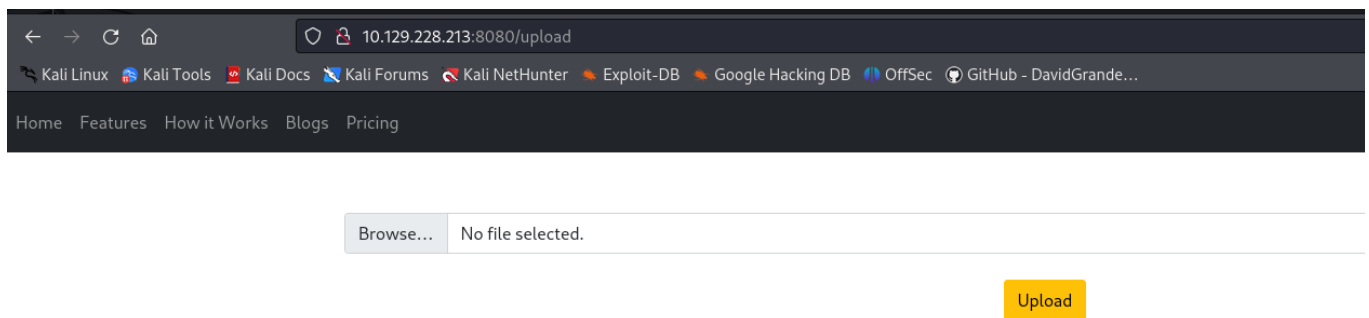 10.129.228.213:8080/upload
Kali Linux Kali Tools Kali Docs Kali Forums Kali NetHunter Exploit-DB Google Hacking DB OffSec GitHub - DavidGrande...
Home Features How it Works Blogs Pricing
Browse... No file selected.
Upload